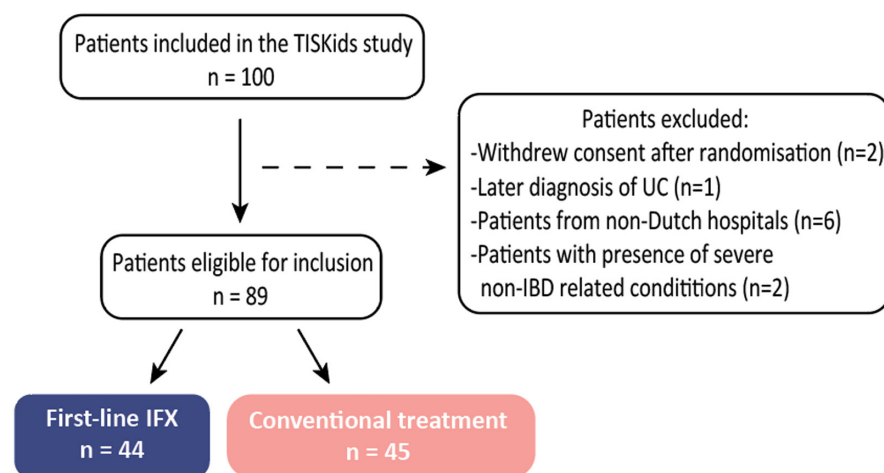 Patients included in the TISKids study
n = 100
Patients excluded:
-Withdrew consent after randomisation (n=2)
-Later diagnosis of UC (n=1)
-Patients from non-Dutch hospitals (n=6)
-Patients with presence of severe
non-IBD related condititions (n=2)
Patients eligible for inclusion
n = 89
First-line IFX
n = 44
Conventional treatment
n = 45